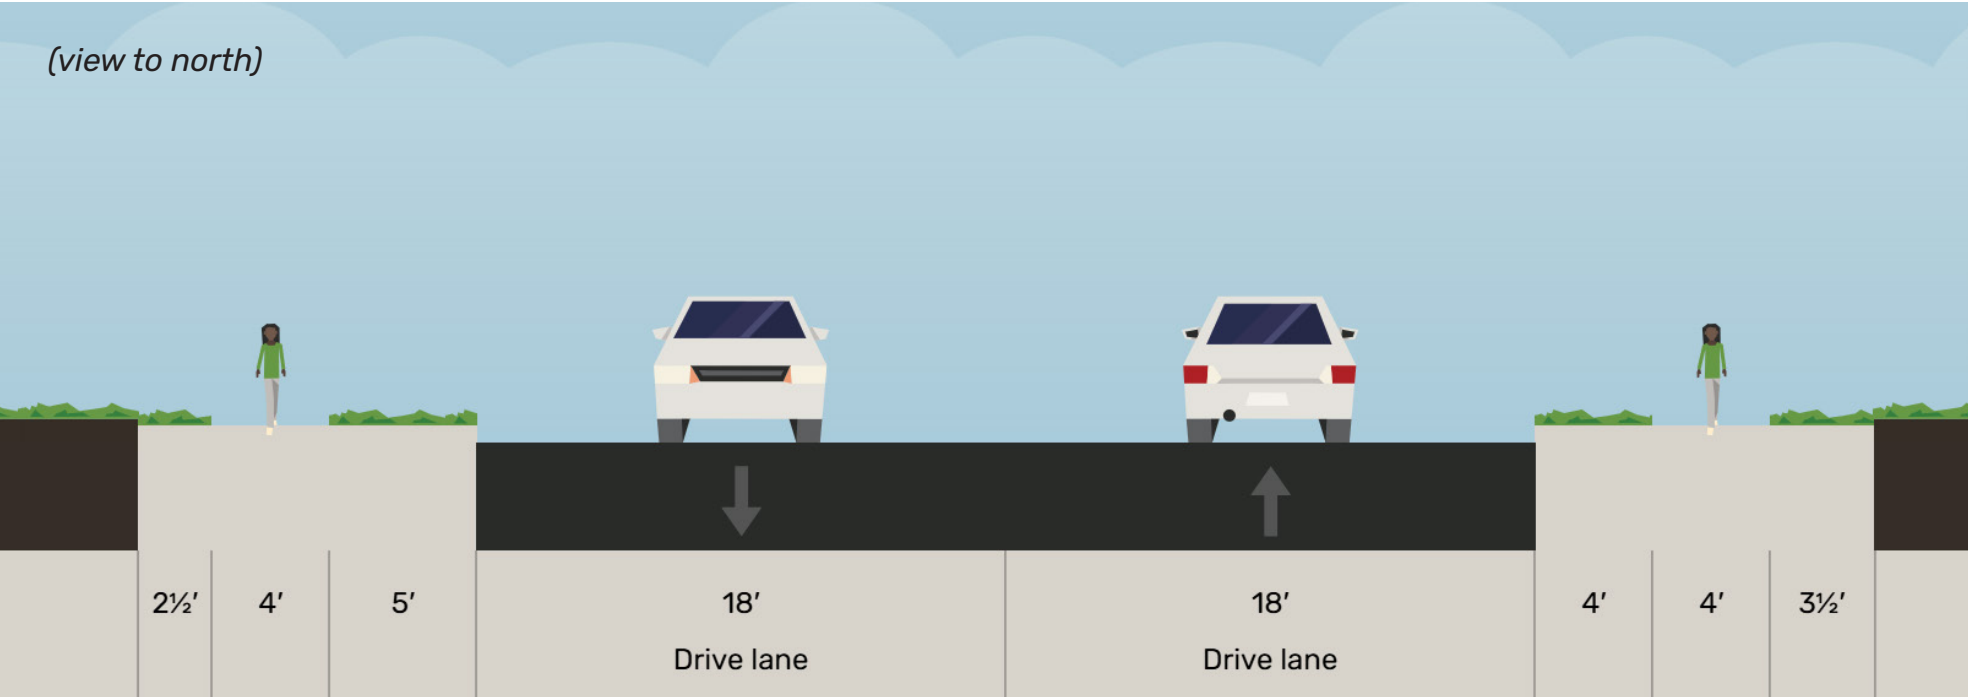 (view to north)
2½′ 4′ 5′ 18′ 18′ 4′ 4′ 3½′
Drive lane Drive lane